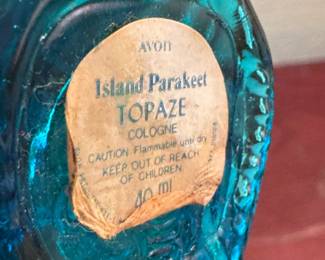 Avon
Island Parakeet
TOPAZE
COLOGNE
CAUTION. Flammable until dry
KEEP OUT OF REACH
OF CHILDREN
40 ml